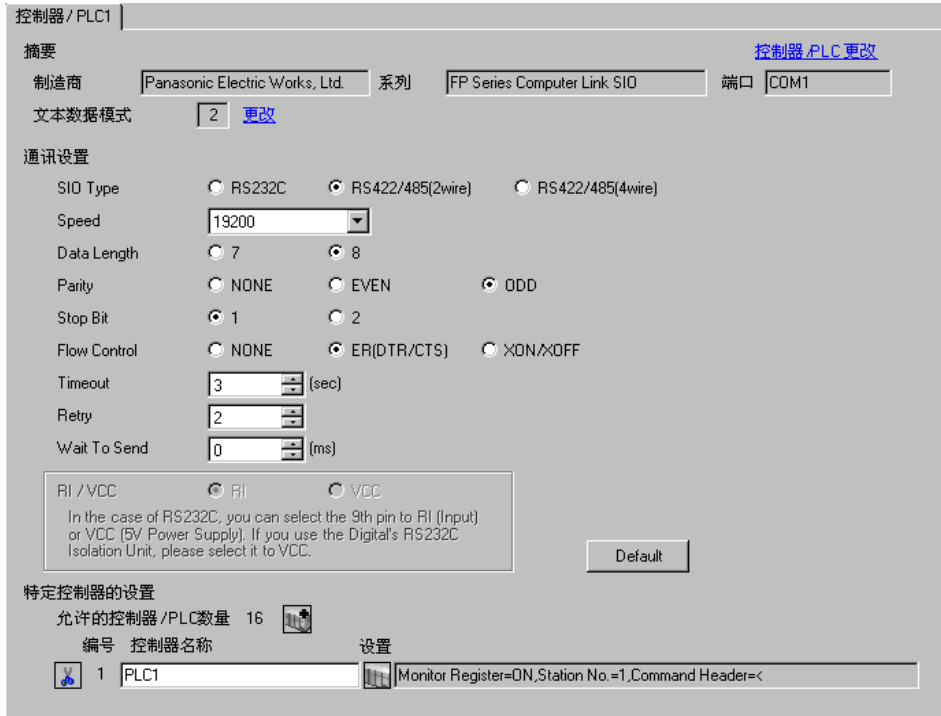 控制器/PLC1
摘要 控制器/PLC更改
制造商 Panasonic Electric Works, Ltd. 系列 FP Series Computer Link SIO 端口 COM1
文本数据模式 2 更改
通讯设置
SIO Type RS232C RS422/485(2wire) RS422/485(4wire)
Speed 19200
Data Length 7 8
Parity NONE EVEN ODD
Stop Bit 1 2
Flow Control NONE ER(DTR/CTS) XON/XOFF
Timeout 3 (sec)
Retry 2
Wait To Send 0 (ms)
RI / VCC RI VCC
In the case of RS232C, you can select the 9th pin to RI (Input)
or VCC (5V Power Supply). If you use the Digital's RS232C
Isolation Unit, please select it to VCC.
Default
特定控制器的设置
允许的控制器/PLC数量 16
编号 控制器名称 设置
1 PLC1 Monitor Register=ON,Station No.=1,Command Header=<